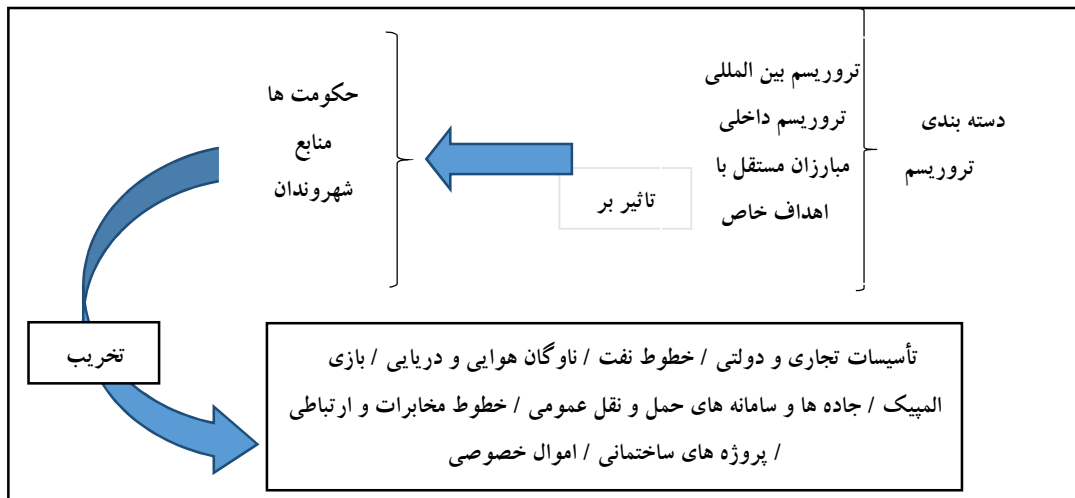 دسته بندی
تروریسم
تروریسم بین المللی
تروریسم داخلی
مبارزان مستقل با
اهداف خاص
تاثیر بر
حکومت ها
منابع
شهروندان
تخریب
تأسیسات تجاری و دولتی / خطوط نفت / ناوگان هوایی و دریایی / بازی
المپیک / جاده ها و سامانه های حمل و نقل عمومی / خطوط مخابرات و ارتباطی
/ پروژه های ساختمانی / اموال خصوصی